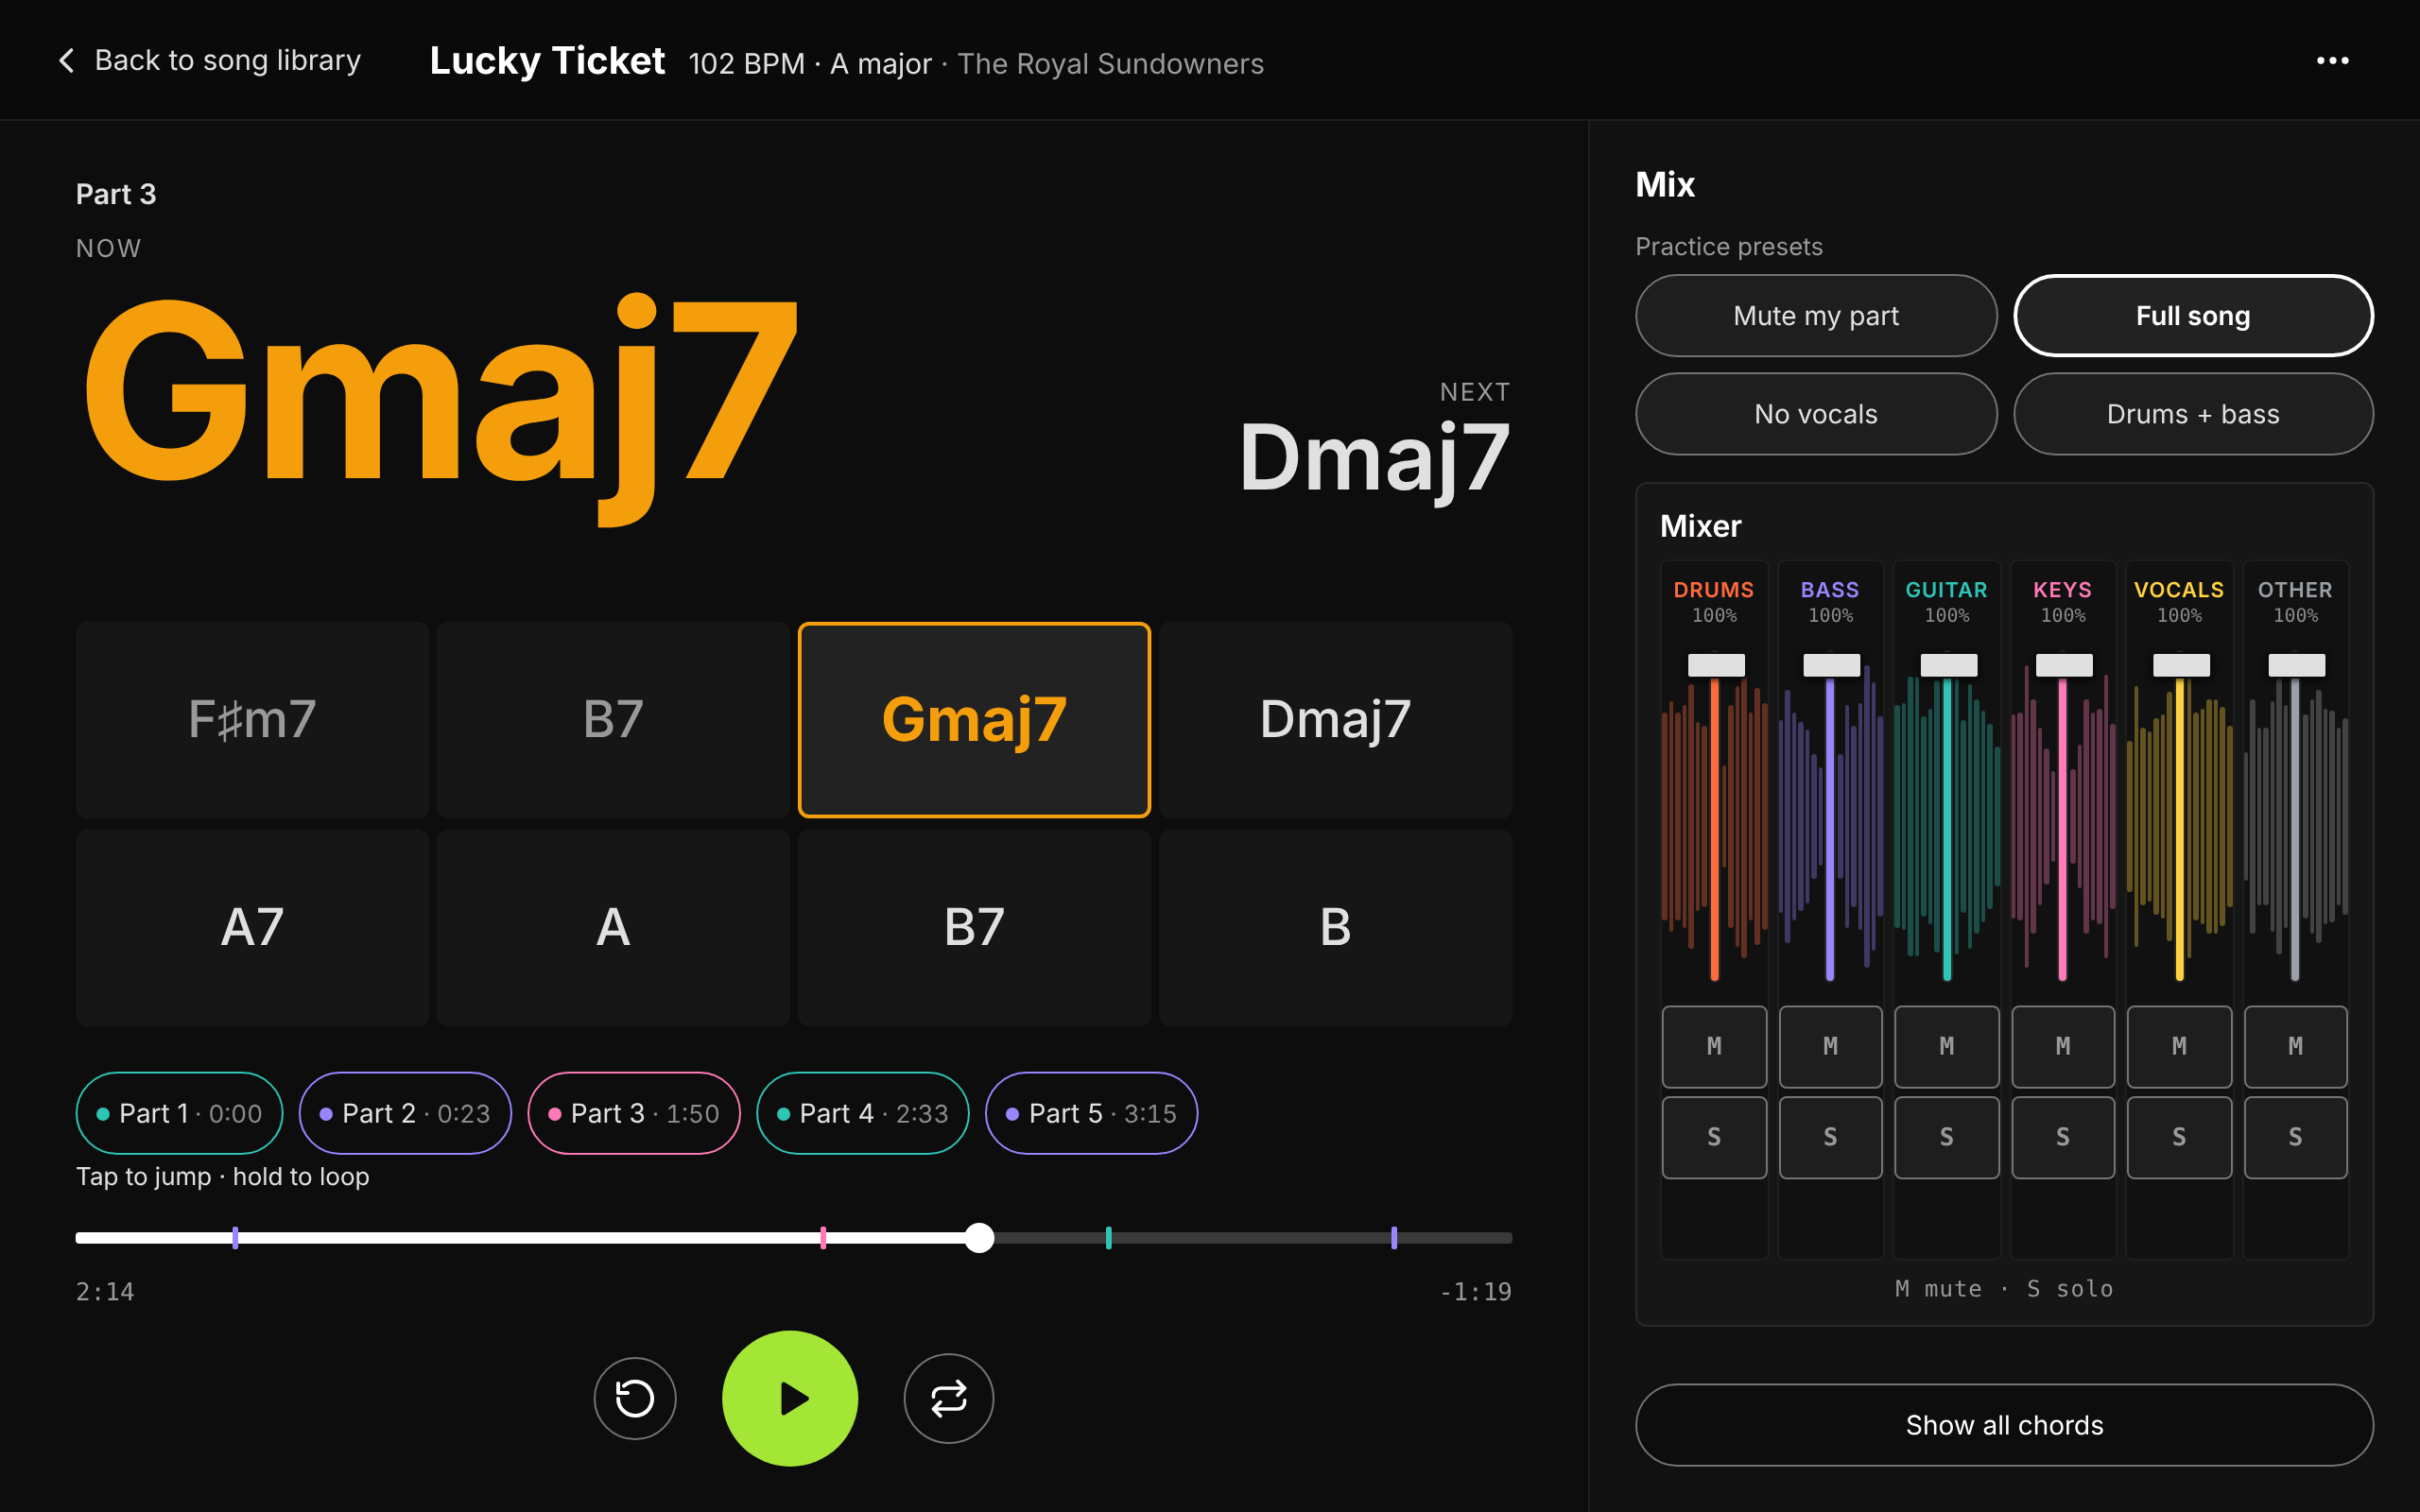 Back to song library
Lucky Ticket 102 BPM · A major · The Royal Sundowners
Part 3
NOW
Gmaj7
NEXT
Dmaj7
F♯m7 B7 Gmaj7 Dmaj7
A7 A B7 B
Part 1 · 0:00 Part 2 · 0:23 Part 3 · 1:50 Part 4 · 2:33 Part 5 · 3:15
Tap to jump · hold to loop
2:14 -1:19
Mix
Practice presets
Mute my part Full song
No vocals Drums + bass
Mixer
DRUMS BASS GUITAR KEYS VOCALS OTHER
100% 100% 100% 100% 100% 100%
M M M M M M
S S S S S S
M mute · S solo
Show all chords